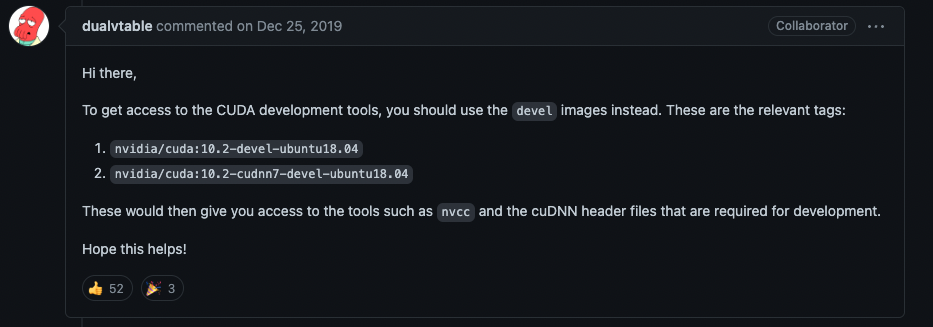 dualvtable commented on Dec 25, 2019 Collaborator ...
Hi there,
To get access to the CUDA development tools, you should use the devel images instead. These are the relevant tags:
1. nvidia/cuda:10.2-devel-ubuntu18.04
2. nvidia/cuda:10.2-cudnn7-devel-ubuntu18.04
These would then give you access to the tools such as nvcc and the cuDNN header files that are required for development.
Hope this helps!
👍 52 🎉 3